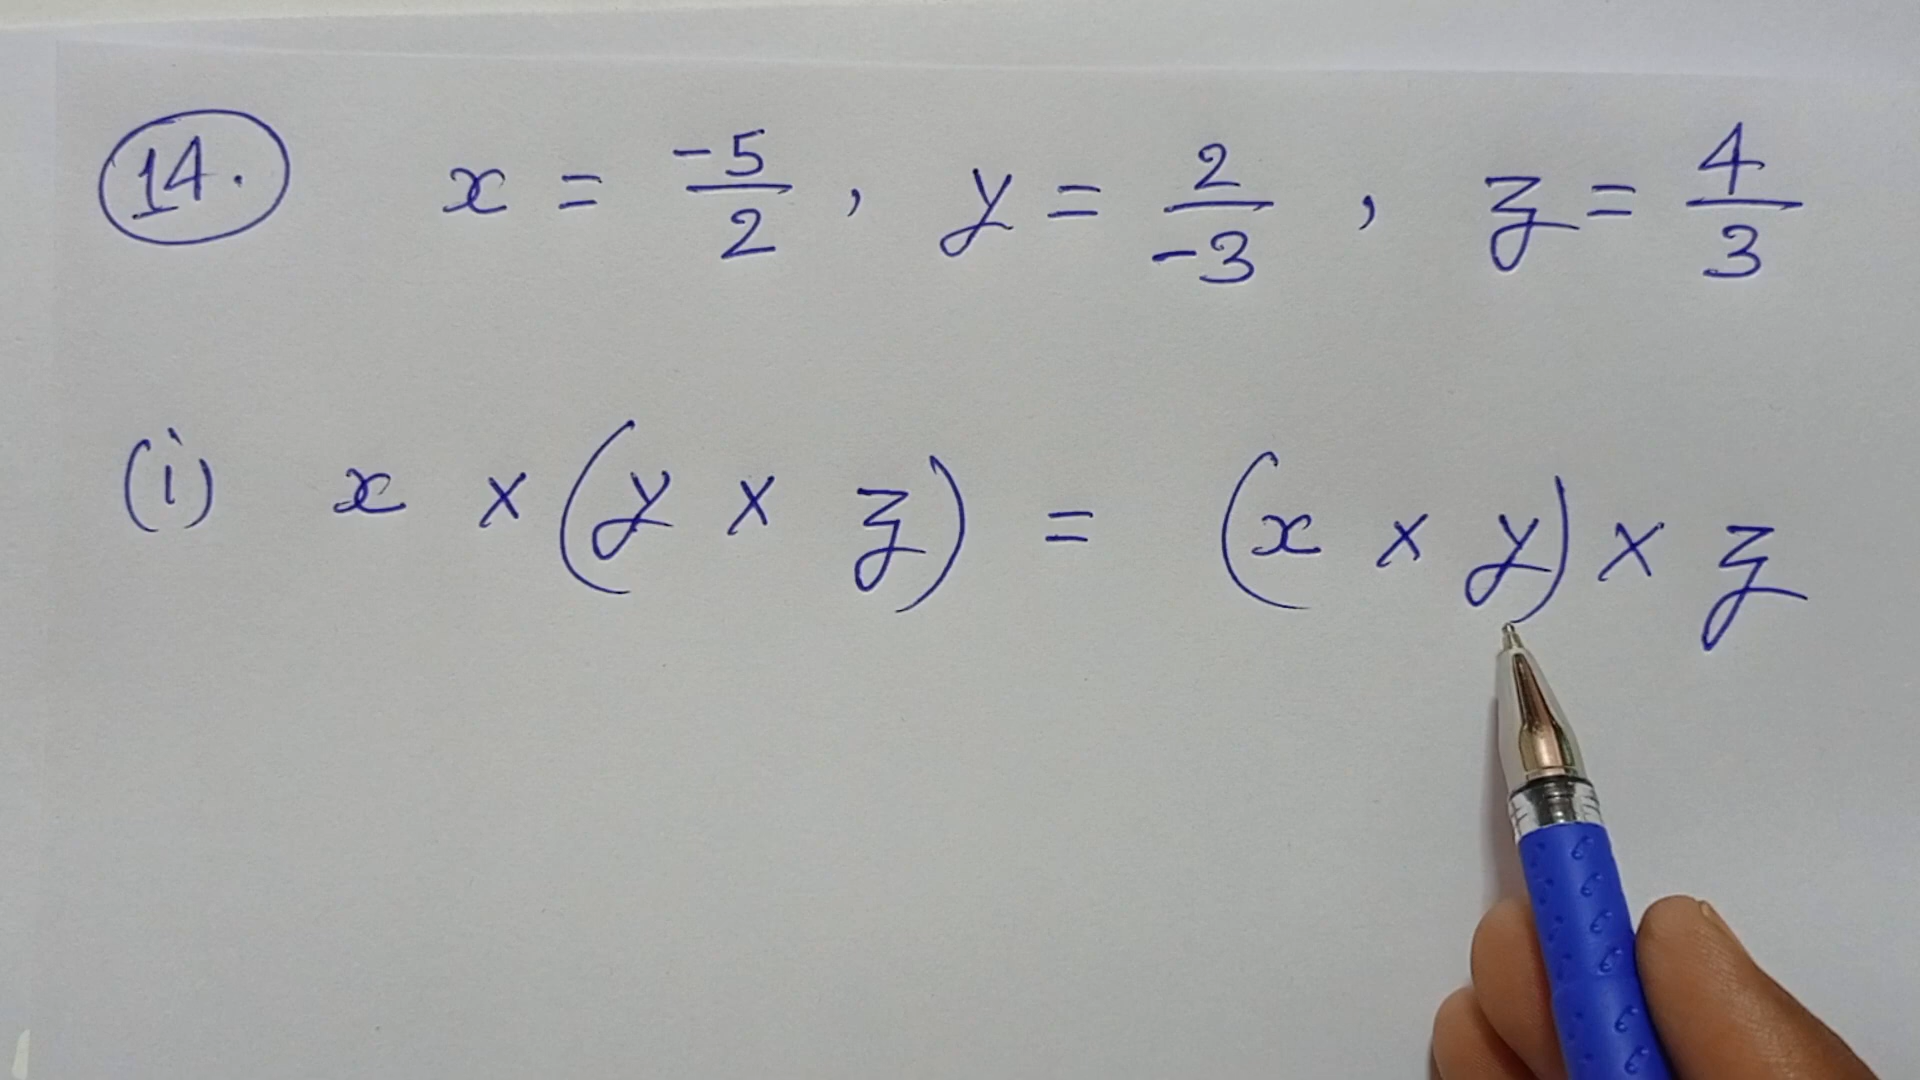 14. x = -5/2 , y = 2/-3 , z = 4/3
(i) x × (y × z) = (x × y) × z